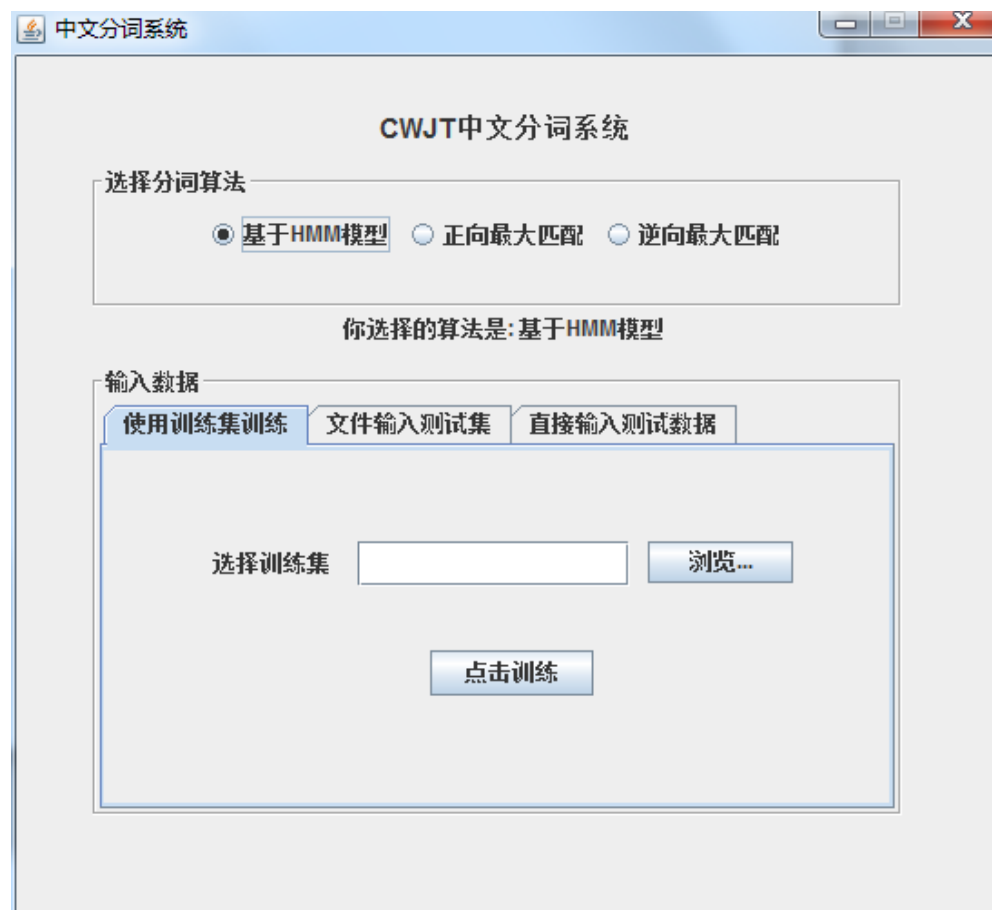 中文分词系统
CWJT中文分词系统
选择分词算法
基于HMM模型 正向最大匹配 逆向最大匹配
你选择的算法是:基于HMM模型
输入数据
使用训练集训练 文件输入测试集 直接输入测试数据
选择训练集 浏览...
点击训练